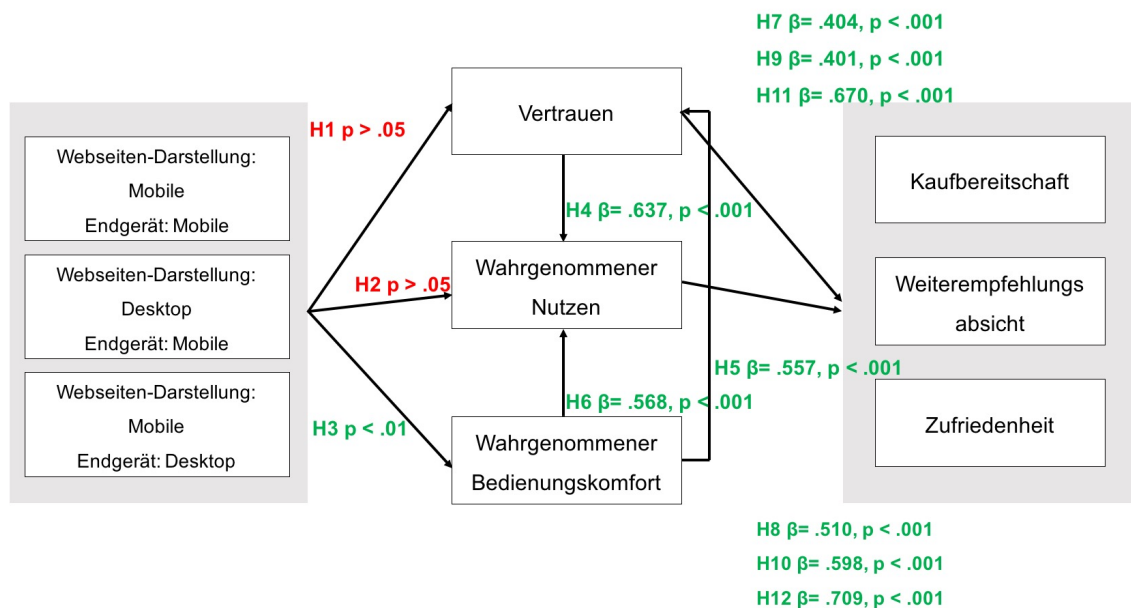 H7 β= .404, p < .001
H9 β= .401, p < .001
H11 β= .670, p < .001
Webseiten-Darstellung:
Mobile
Endgerät: Mobile
Webseiten-Darstellung:
Desktop
Endgerät: Mobile
Webseiten-Darstellung:
Mobile
Endgerät: Desktop
H1 p > .05
H2 p > .05
H3 p < .01
Vertrauen
H4 β= .637, p < .001
Wahrgenommener
Nutzen
H5 β= .557, p < .001
H6 β= .568, p < .001
Wahrgenommener
Bedienungskomfort
Kaufbereitschaft
Weiterempfehlungs
absicht
Zufriedenheit
H8 β= .510, p < .001
H10 β= .598, p < .001
H12 β= .709, p < .001